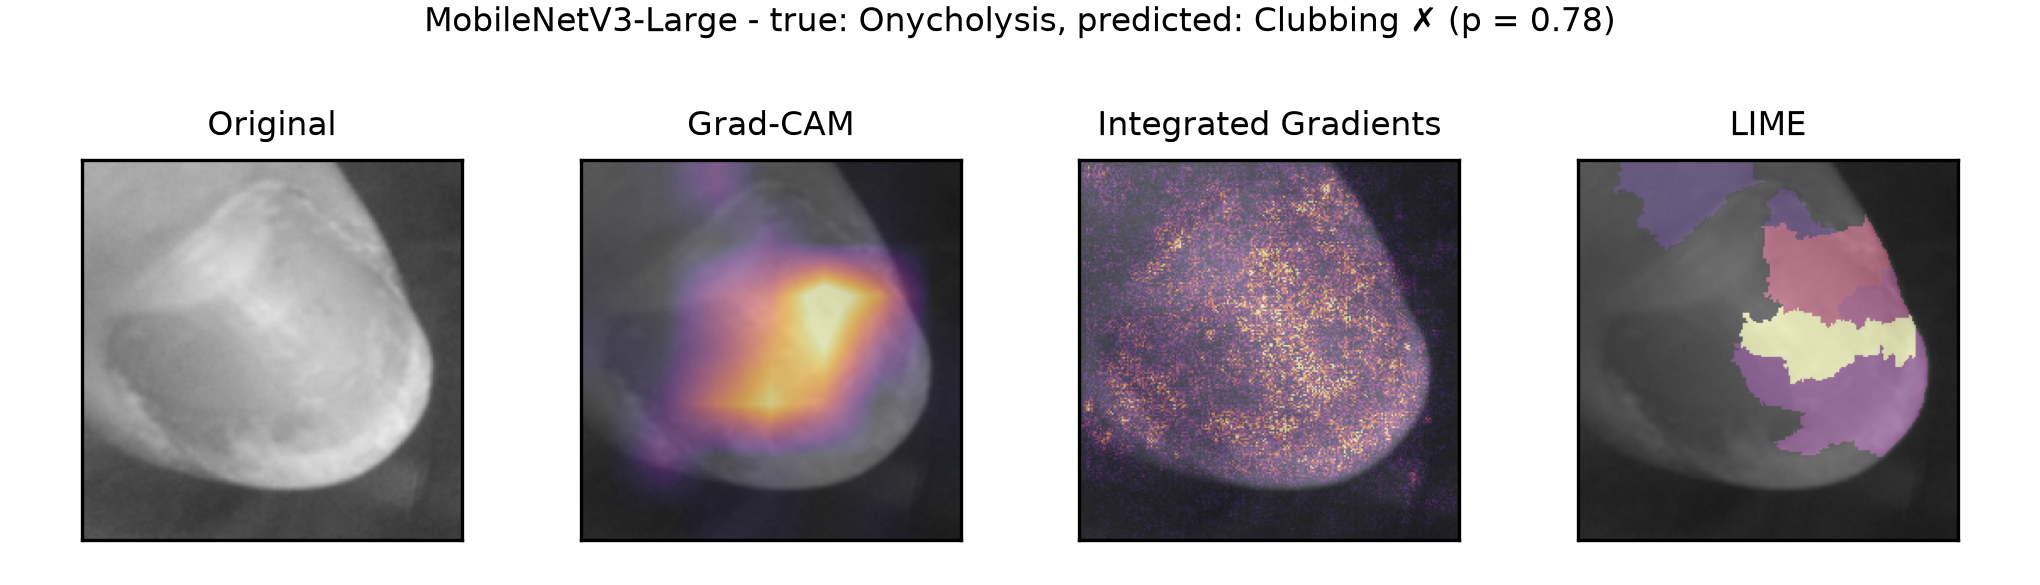 MobileNetV3-Large - true: Onycholysis, predicted: Clubbing ✗ (p = 0.78)
Original
Grad-CAM
Integrated Gradients
LIME